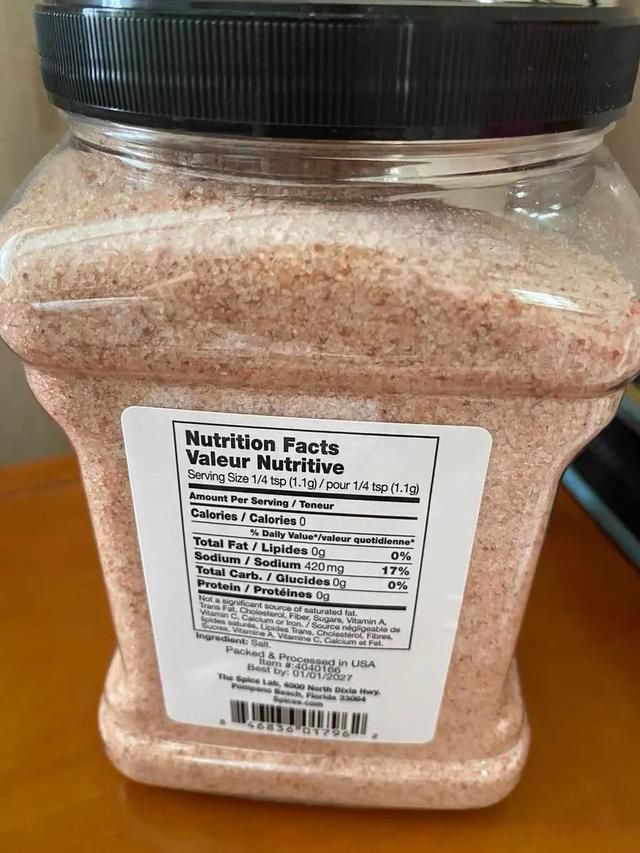 Nutrition Facts
Valeur Nutritive
Serving Size 1/4 tsp (1.1g) / pour 1/4 tsp (1.1g)
Amount Per Serving / Teneur
Calories / Calories 0
% Daily Value*/valeur quotidienne*
Total Fat / Lipides 0g 0%
Sodium / Sodium 420 mg 17%
Total Carb. / Glucides 0g 0%
Protein / Protéines 0g
Not a significant source of saturated fat.
Trans Fat, Cholesterol, Fiber, Sugars, Vitamin A,
Vitamin C, Calcium or Iron. / Source négligeable de
lipides saturés, Lipides Trans, Cholestérol, Fibres,
Sucres, Vitamine A, Vitamine C, Calcium et Fet.
Ingredient: Salt.
Packed & Processed in USA
Item #:4040166
Best by: 01/01/2027
The Spice Lab, 4000 North Dixie Hwy.
Pompano Beach, Florida 33064
Spices.com